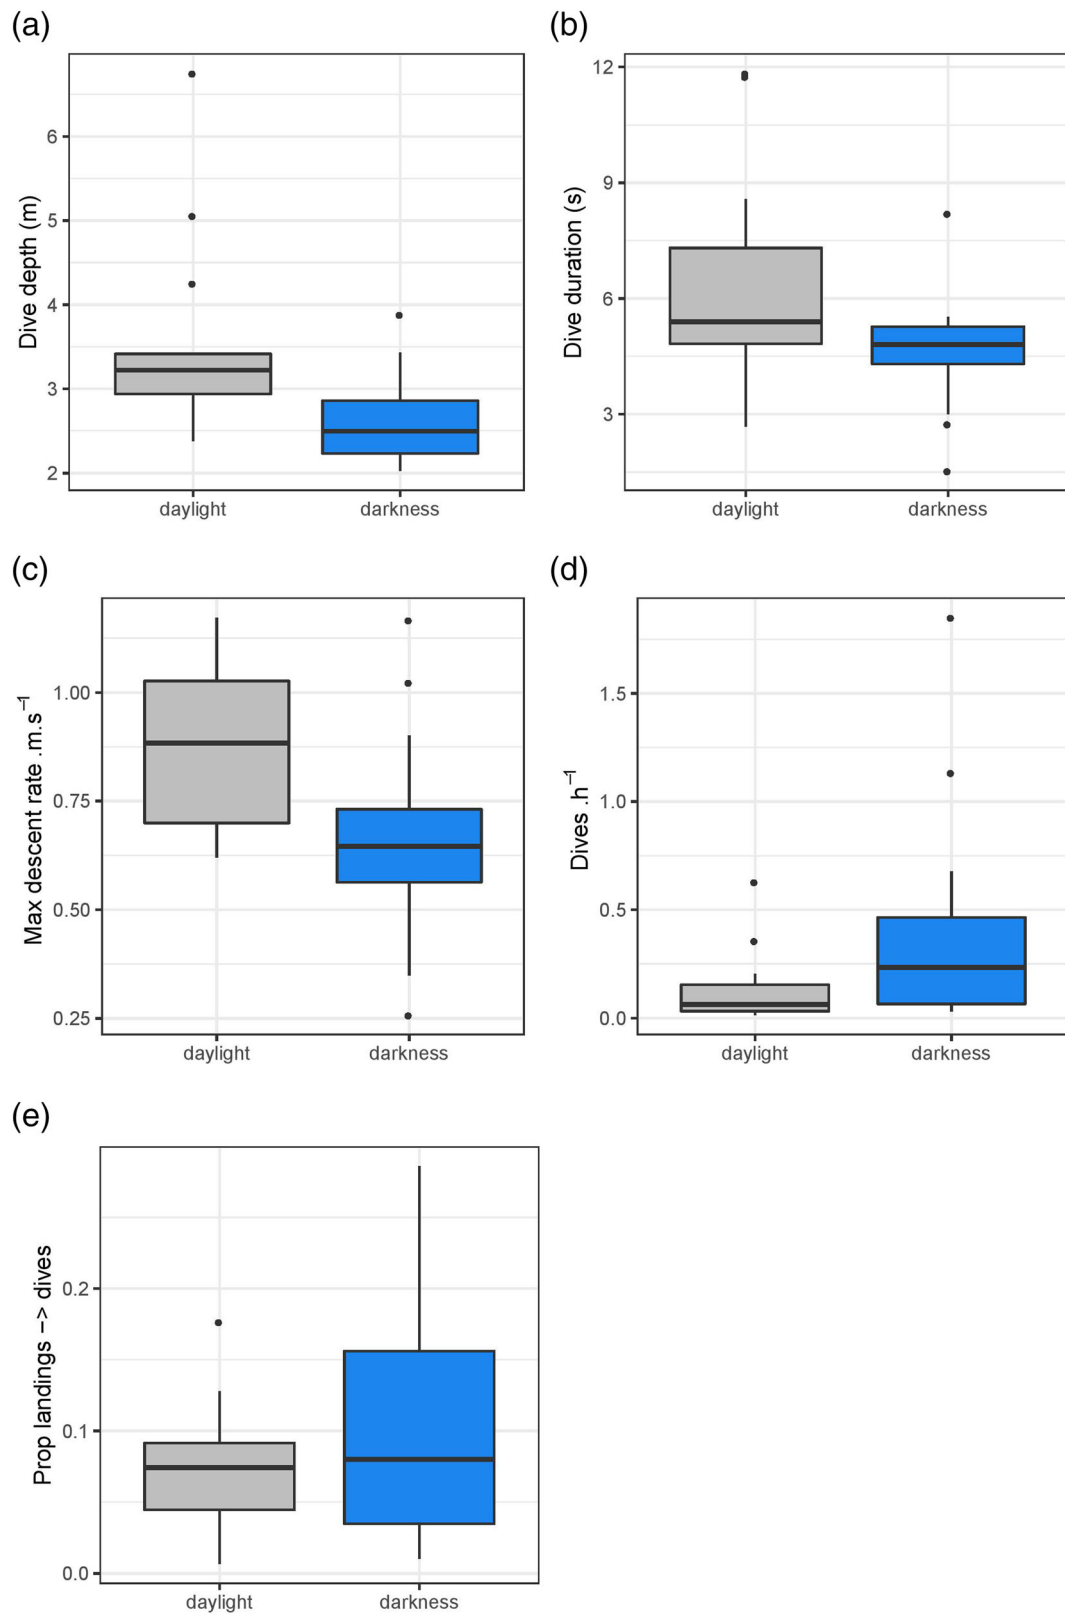 (a)
Dive depth (m)
6
5
4
3
2
daylight darkness
(b)
Dive duration (s)
12
9
6
3
daylight darkness
(c)
Max descent rate .m.s⁻¹
1.00
0.75
0.50
0.25
daylight darkness
(d)
Dives .h⁻¹
1.5
1.0
0.5
0.0
daylight darkness
(e)
Prop landings −> dives
0.2
0.1
0.0
daylight darkness